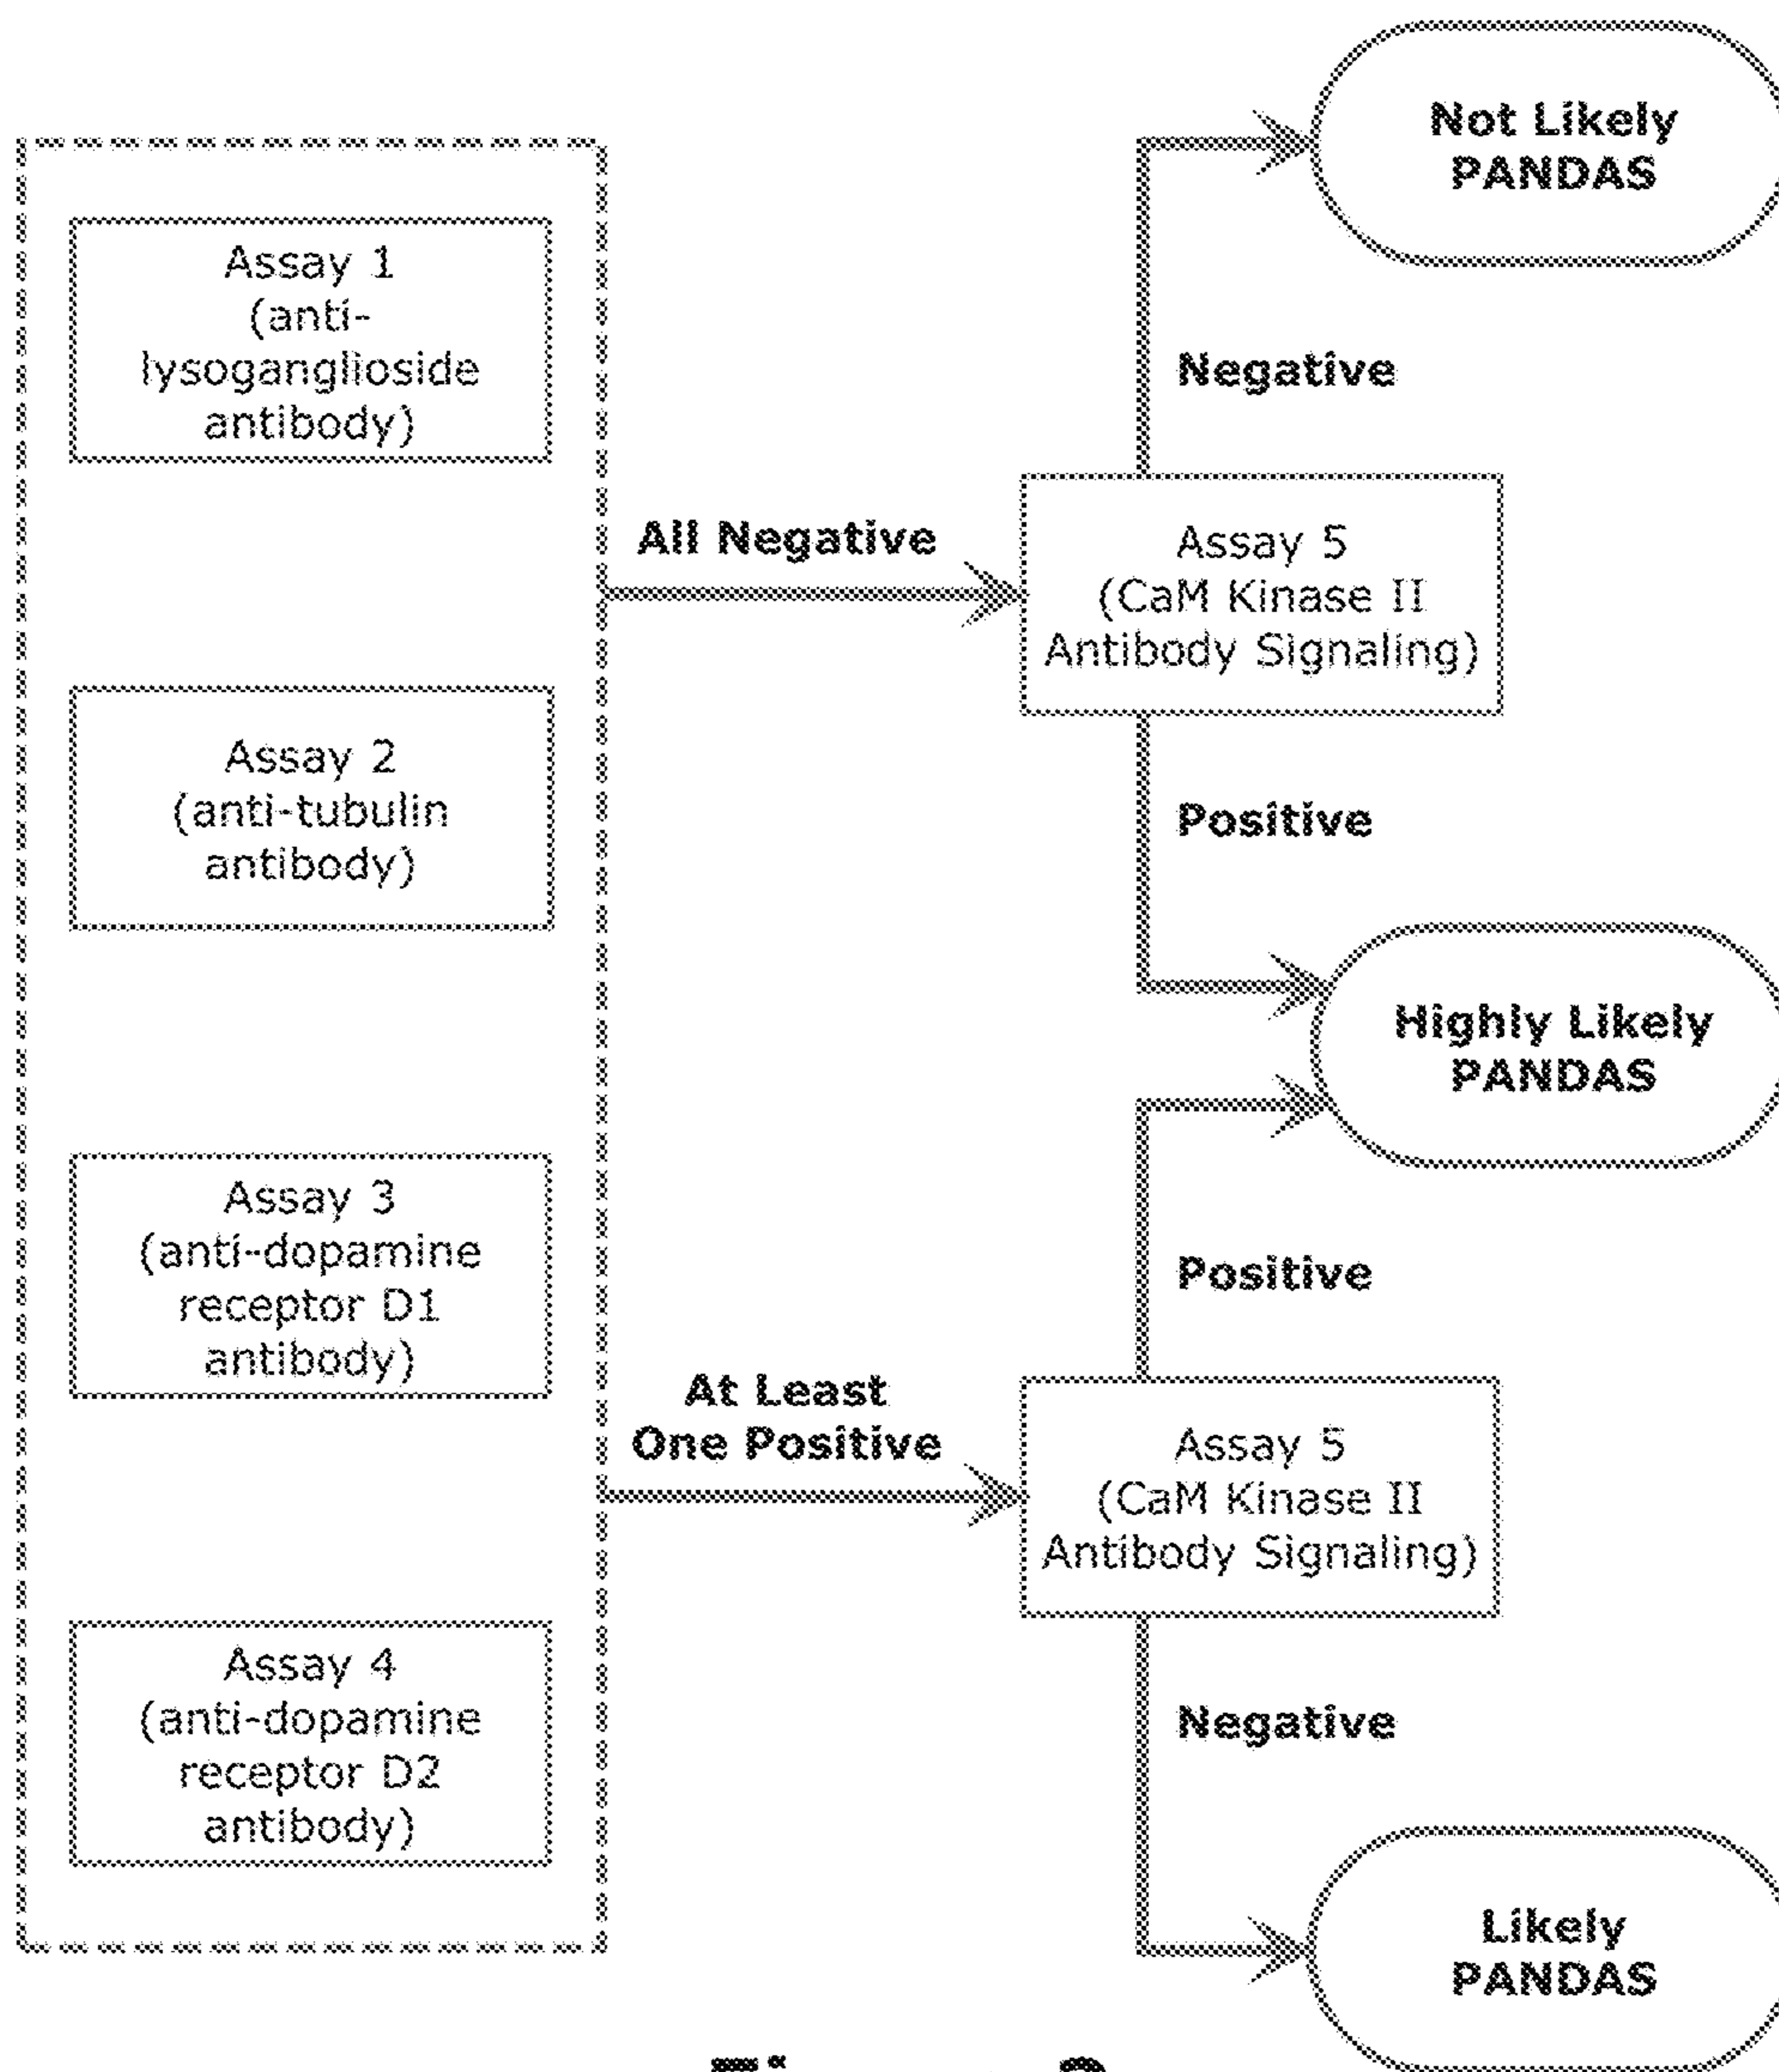 Assay 1
(anti-
lysoganglioside
antibody)
Assay 2
(anti-tubulin
antibody)
Assay 3
(anti-dopamine
receptor D1
antibody)
Assay 4
(anti-dopamine
receptor D2
antibody)
All Negative
At Least
One Positive
Negative
Assay 5
(CaM Kinase II
Antibody Signaling)
Positive
Positive
Assay 5
(CaM Kinase II
Antibody Signaling)
Negative
Not Likely
PANDAS
Highly Likely
PANDAS
Likely
PANDAS